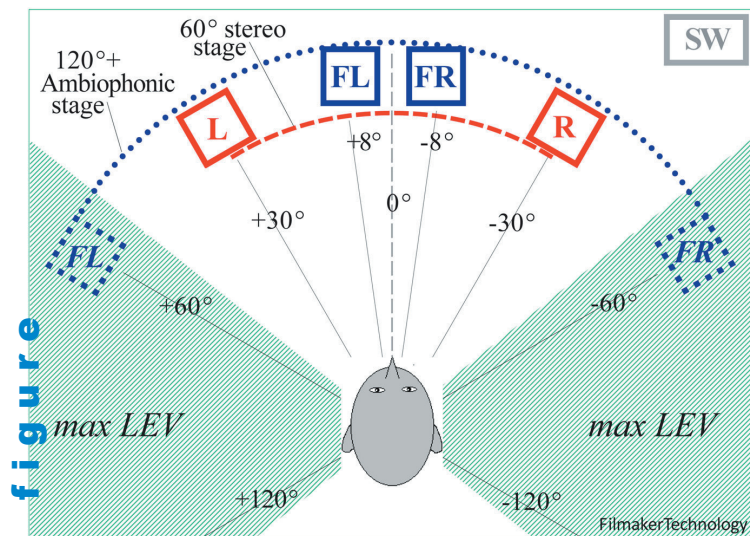 60° stereo
stage
SW
120°+
Ambiophonic
stage
FL
FR
L
R
+8°
-8°
0°
+30°
-30°
FL
FR
+60°
-60°
figure
max LEV
max LEV
+120°
-120°
FilmakerTechnology